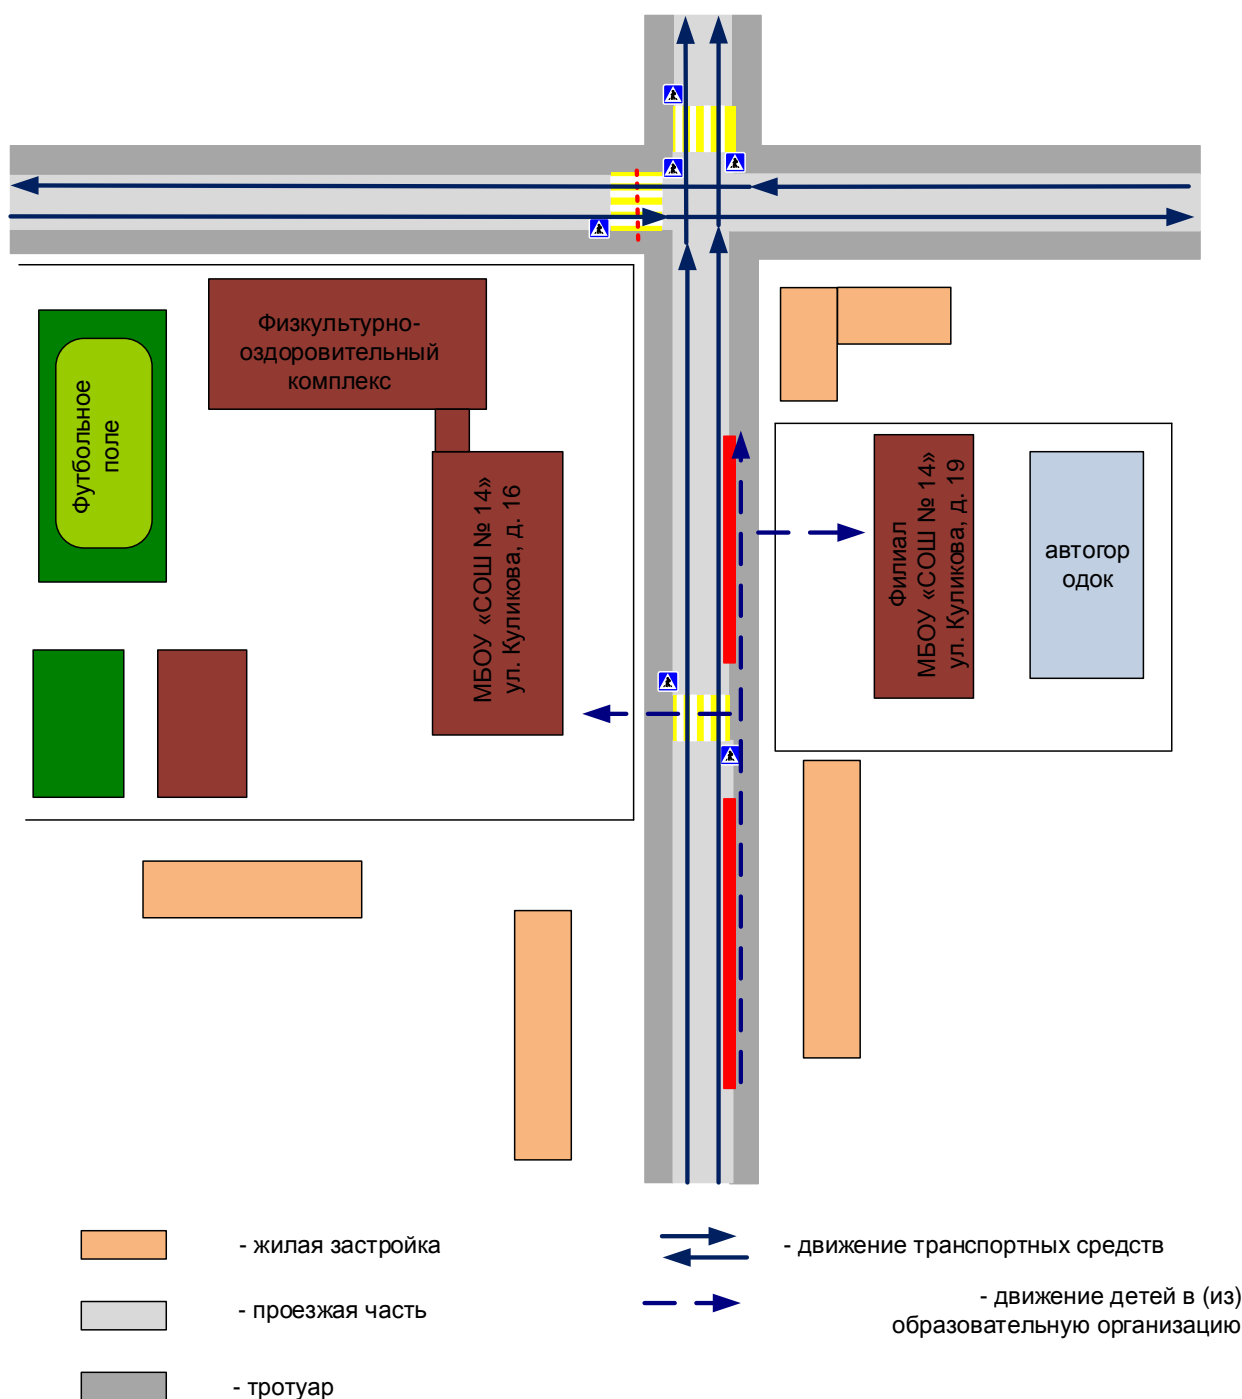 Физкультурно-
оздоровительный
комплекс
Футбольное
поле
МБОУ «СОШ № 14»
ул. Куликова, д. 16
Филиал
МБОУ «СОШ № 14»
ул. Куликова, д. 19
автогор
одок
- жилая застройка
- движение транспортных средств
- проезжая часть
- движение детей в (из)
образовательную организацию
- тротуар